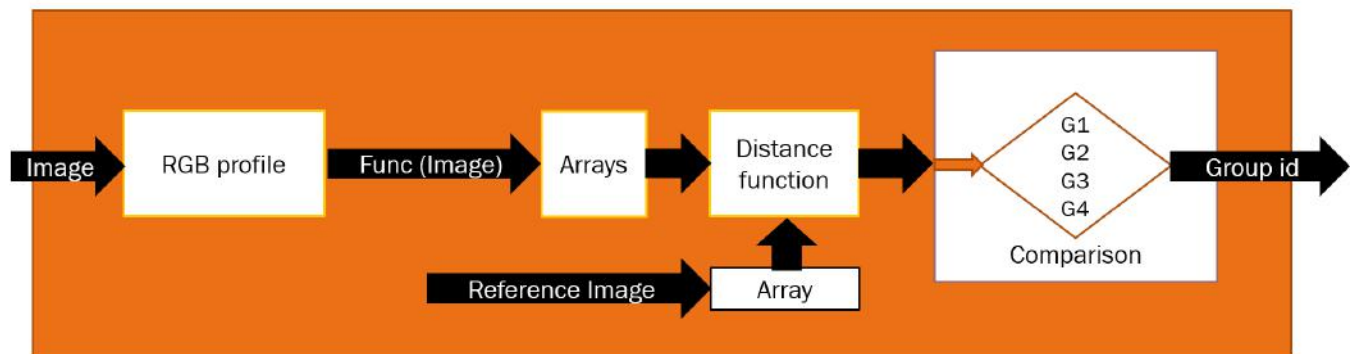 Image
RGB profile
Func (Image)
Arrays
Distance
function
G1
G2
G3
G4
Comparison
Group id
Reference Image
Array